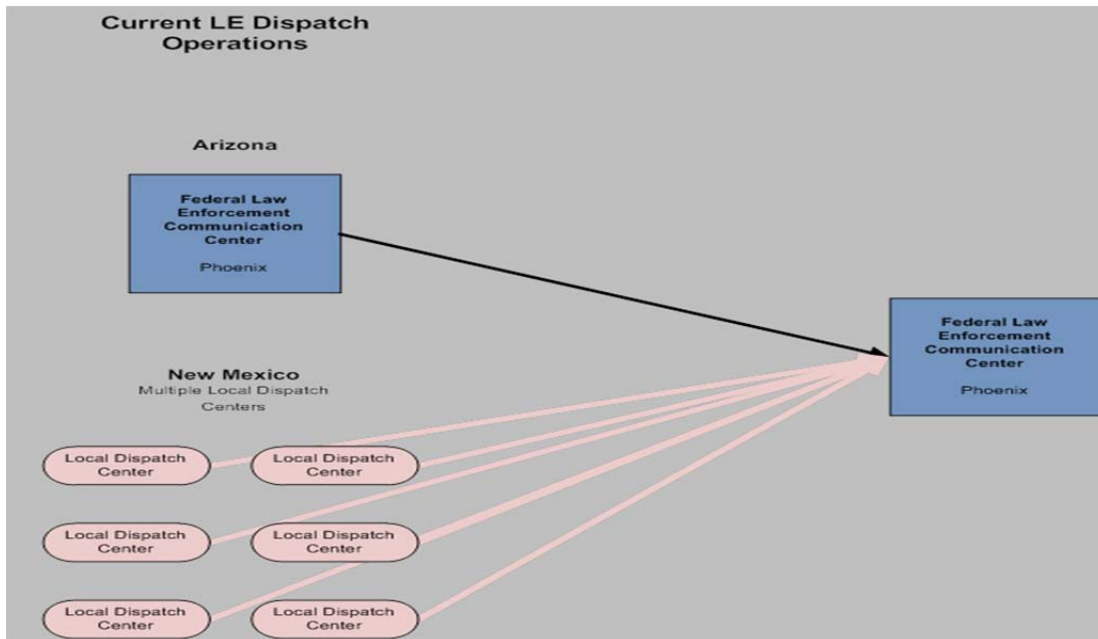 Current LE Dispatch
Operations
Arizona
Federal Law
Enforcement
Communication
Center
Phoenix
Federal Law
Enforcement
Communication
Center
Phoenix
New Mexico
Multiple Local Dispatch
Centers
Local Dispatch
Center
Local Dispatch
Center
Local Dispatch
Center
Local Dispatch
Center
Local Dispatch
Center
Local Dispatch
Center